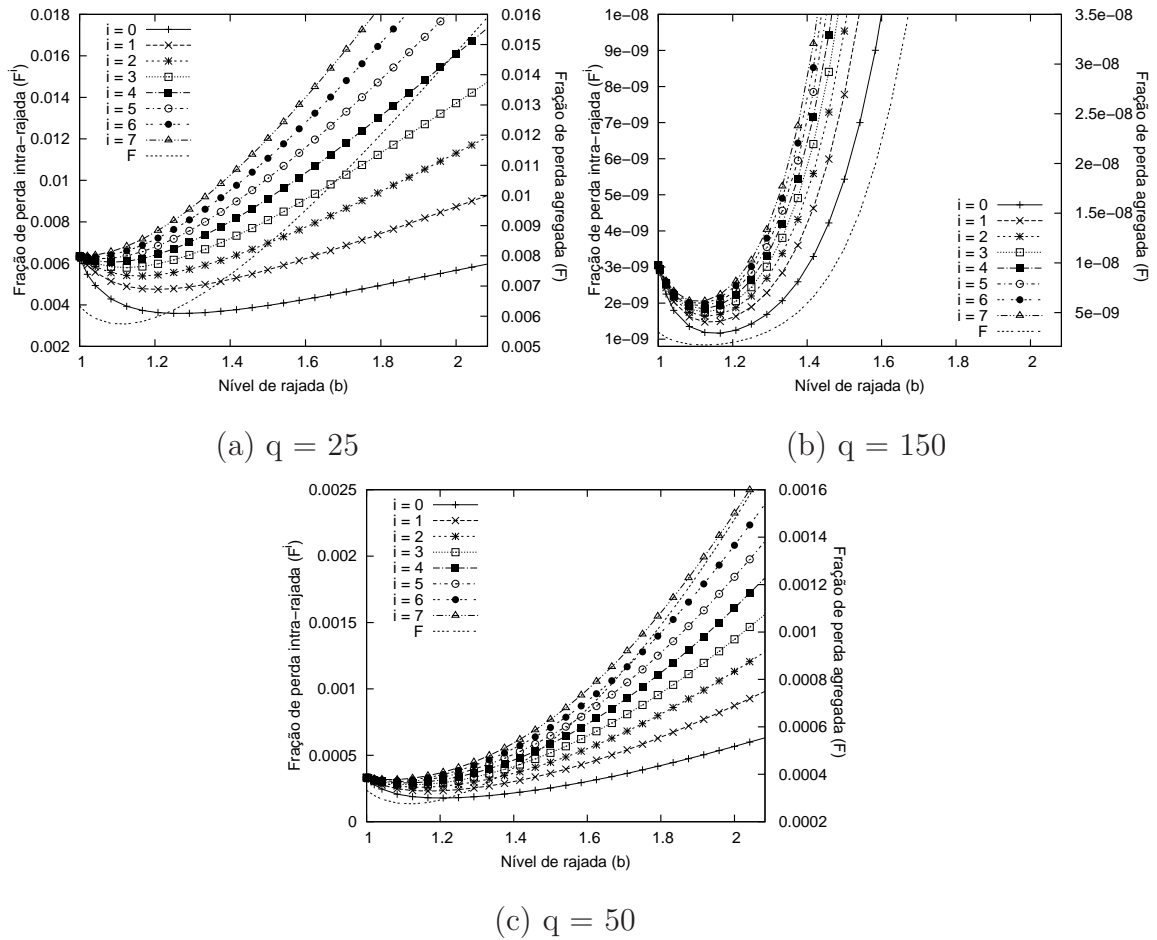 0.018
0.016
0.014
0.012
0.01
0.008
0.006
0.004
0.002
Fração de perda intra−rajada (F^i)
i = 0
i = 1
i = 2
i = 3
i = 4
i = 5
i = 6
i = 7
F
0.016
0.015
0.014
0.013
0.012
0.011
0.01
0.009
0.008
0.007
0.006
0.005
Fração de perda agregada (F)
1 1.2 1.4 1.6 1.8 2
Nível de rajada (b)
(a) q = 25
1e−08
9e−09
8e−09
7e−09
6e−09
5e−09
4e−09
3e−09
2e−09
1e−09
Fração de perda intra−rajada (F^i)
i = 0
i = 1
i = 2
i = 3
i = 4
i = 5
i = 6
i = 7
F
3.5e−08
3e−08
2.5e−08
2e−08
1.5e−08
1e−08
5e−09
Fração de perda agregada (F)
1 1.2 1.4 1.6 1.8 2
Nível de rajada (b)
(b) q = 150
0.0025
0.002
0.0015
0.001
0.0005
0
Fração de perda intra−rajada (F^i)
i = 0
i = 1
i = 2
i = 3
i = 4
i = 5
i = 6
i = 7
F
0.0016
0.0014
0.0012
0.001
0.0008
0.0006
0.0004
0.0002
Fração de perda agregada (F)
1 1.2 1.4 1.6 1.8 2
Nível de rajada (b)
(c) q = 50